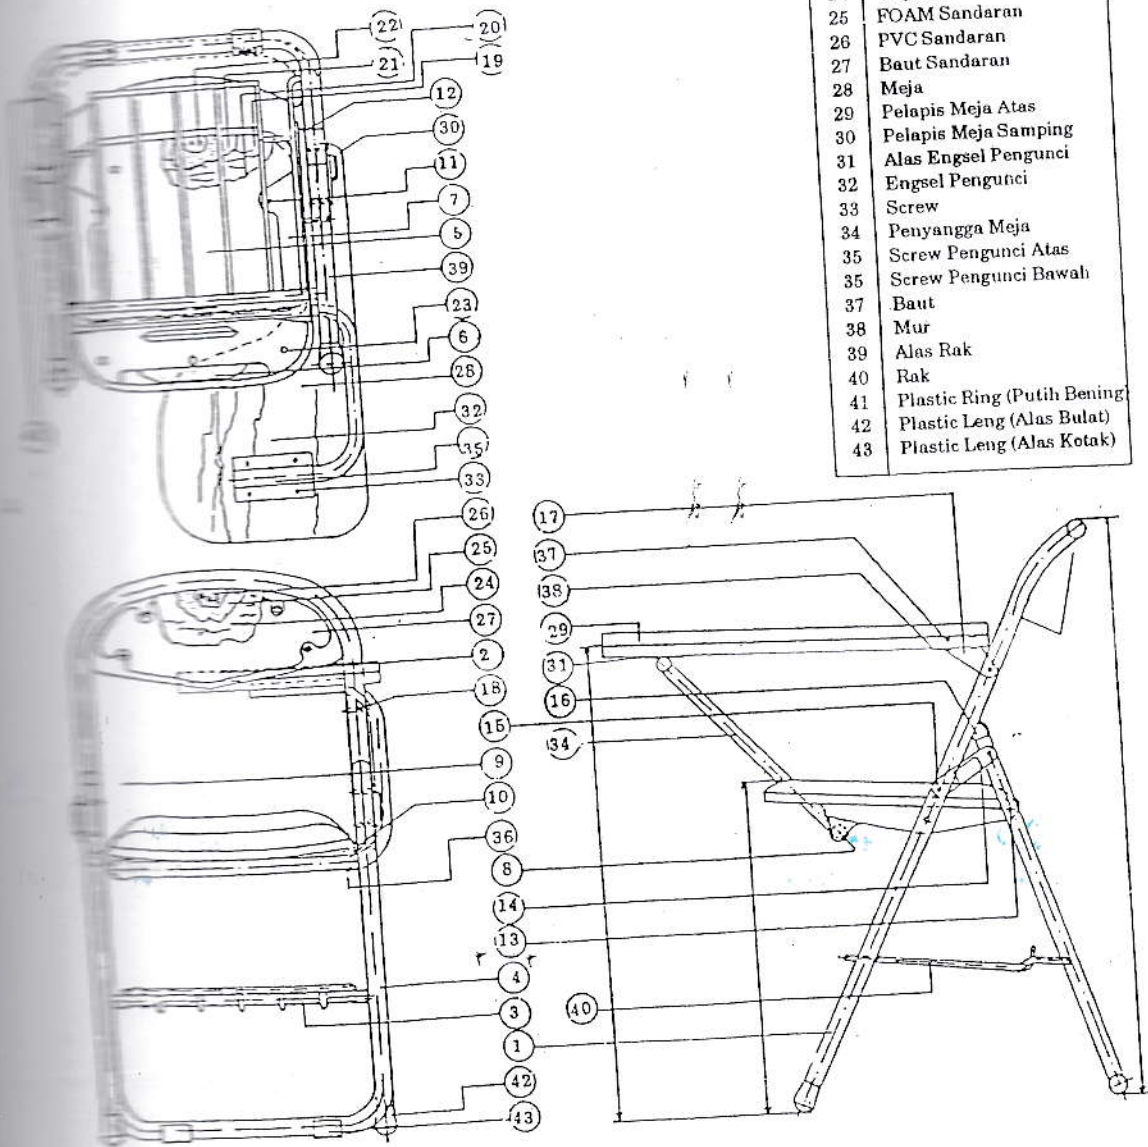 25 FOAM Sandaran
26 PVC Sandaran
27 Baut Sandaran
28 Meja
29 Pelapis Meja Atas
30 Pelapis Meja Samping
31 Alas Engsel Pengunci
32 Engsel Pengunci
33 Screw
34 Penyangga Meja
35 Screw Pengunci Atas
35 Screw Pengunci Bawah
37 Baut
38 Mur
39 Alas Rak
40 Rak
41 Plastic Ring (Putih Bening
42 Plastic Leng (Alas Bulat)
43 Plastic Leng (Alas Kotak)
22
20
21
19
12
30
11
7
5
39
23
6
28
32
35
33
26
25
24
27
2
18
9
10
36
4
3
42
43
17
37
38
29
31
16
15
34
8
14
13
40
1